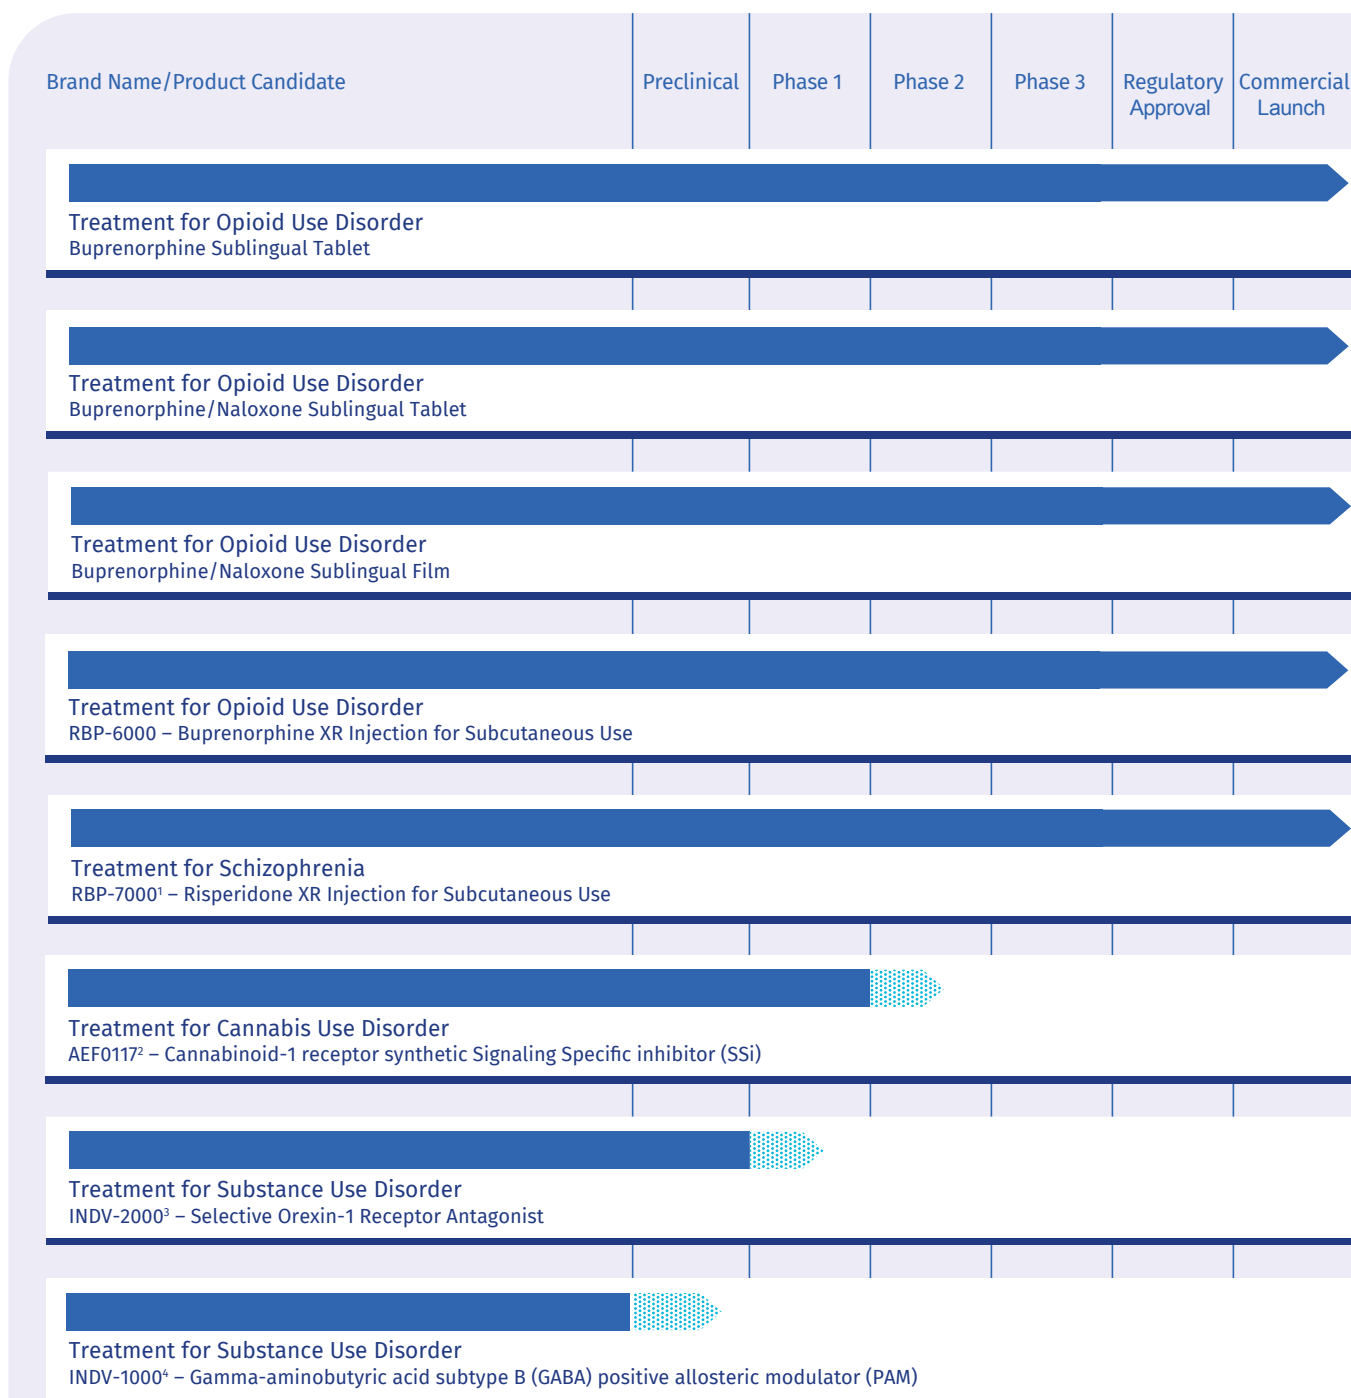 Brand Name/Product Candidate
Preclinical
Phase 1
Phase 2
Phase 3
Regulatory
Approval
Commercial
Launch
Treatment for Opioid Use Disorder
Buprenorphine Sublingual Tablet
Treatment for Opioid Use Disorder
Buprenorphine/Naloxone Sublingual Tablet
Treatment for Opioid Use Disorder
Buprenorphine/Naloxone Sublingual Film
Treatment for Opioid Use Disorder
RBP-6000 – Buprenorphine XR Injection for Subcutaneous Use
Treatment for Schizophrenia
RBP-7000¹ – Risperidone XR Injection for Subcutaneous Use
Treatment for Cannabis Use Disorder
AEF0117² – Cannabinoid-1 receptor synthetic Signaling Specific inhibitor (SSi)
Treatment for Substance Use Disorder
INDV-2000³ – Selective Orexin-1 Receptor Antagonist
Treatment for Substance Use Disorder
INDV-1000⁴ – Gamma-aminobutyric acid subtype B (GABA) positive allosteric modulator (PAM)